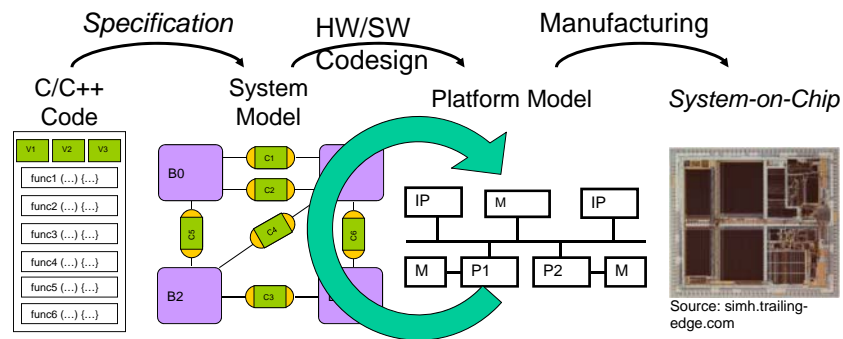 Specification
HW/SW
Codesign
Manufacturing
C/C++
Code
System
Model
Platform Model
System-on-Chip
V1 V2 V3
func1 (…) {…}
func2 (…) {…}
func3 (…) {…}
func4 (…) {…}
func5 (…) {…}
func6 (…) {…}
B0
C1
C2
C5
C4
C6
B2
C3
IP
M
IP
M
P1
P2
M
Source: simh.trailing-
edge.com